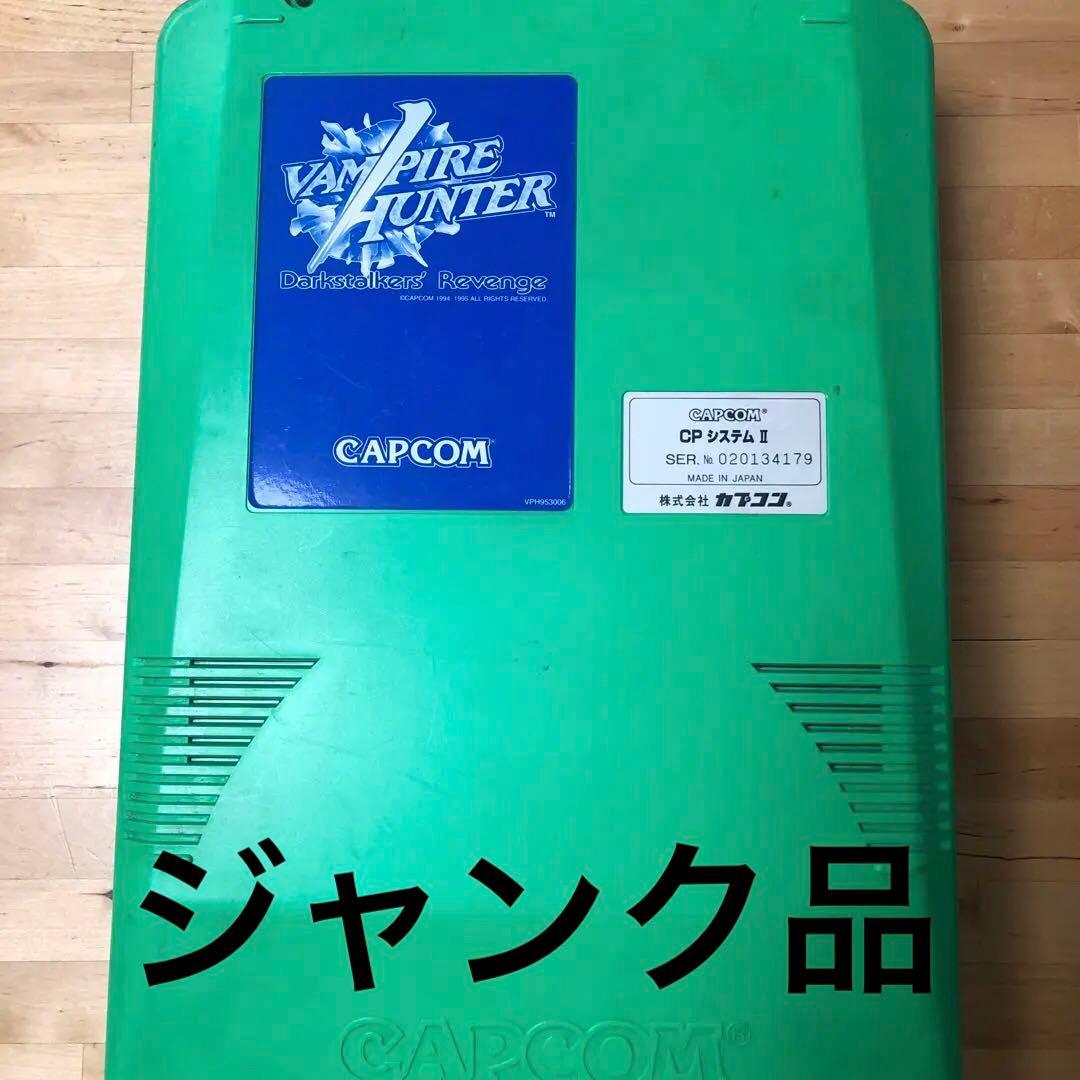 VAMPIRE
HUNTER™
Darkstalkers' Revenge
©CAPCOM 1994 1995 ALL RIGHTS RESERVED.
CAPCOM®
VPH953006
CAPCOM®
CP システム II
SER. № 020134179
MADE IN JAPAN
株式会社 カプコン®
ジャンク品
CAPCOM®